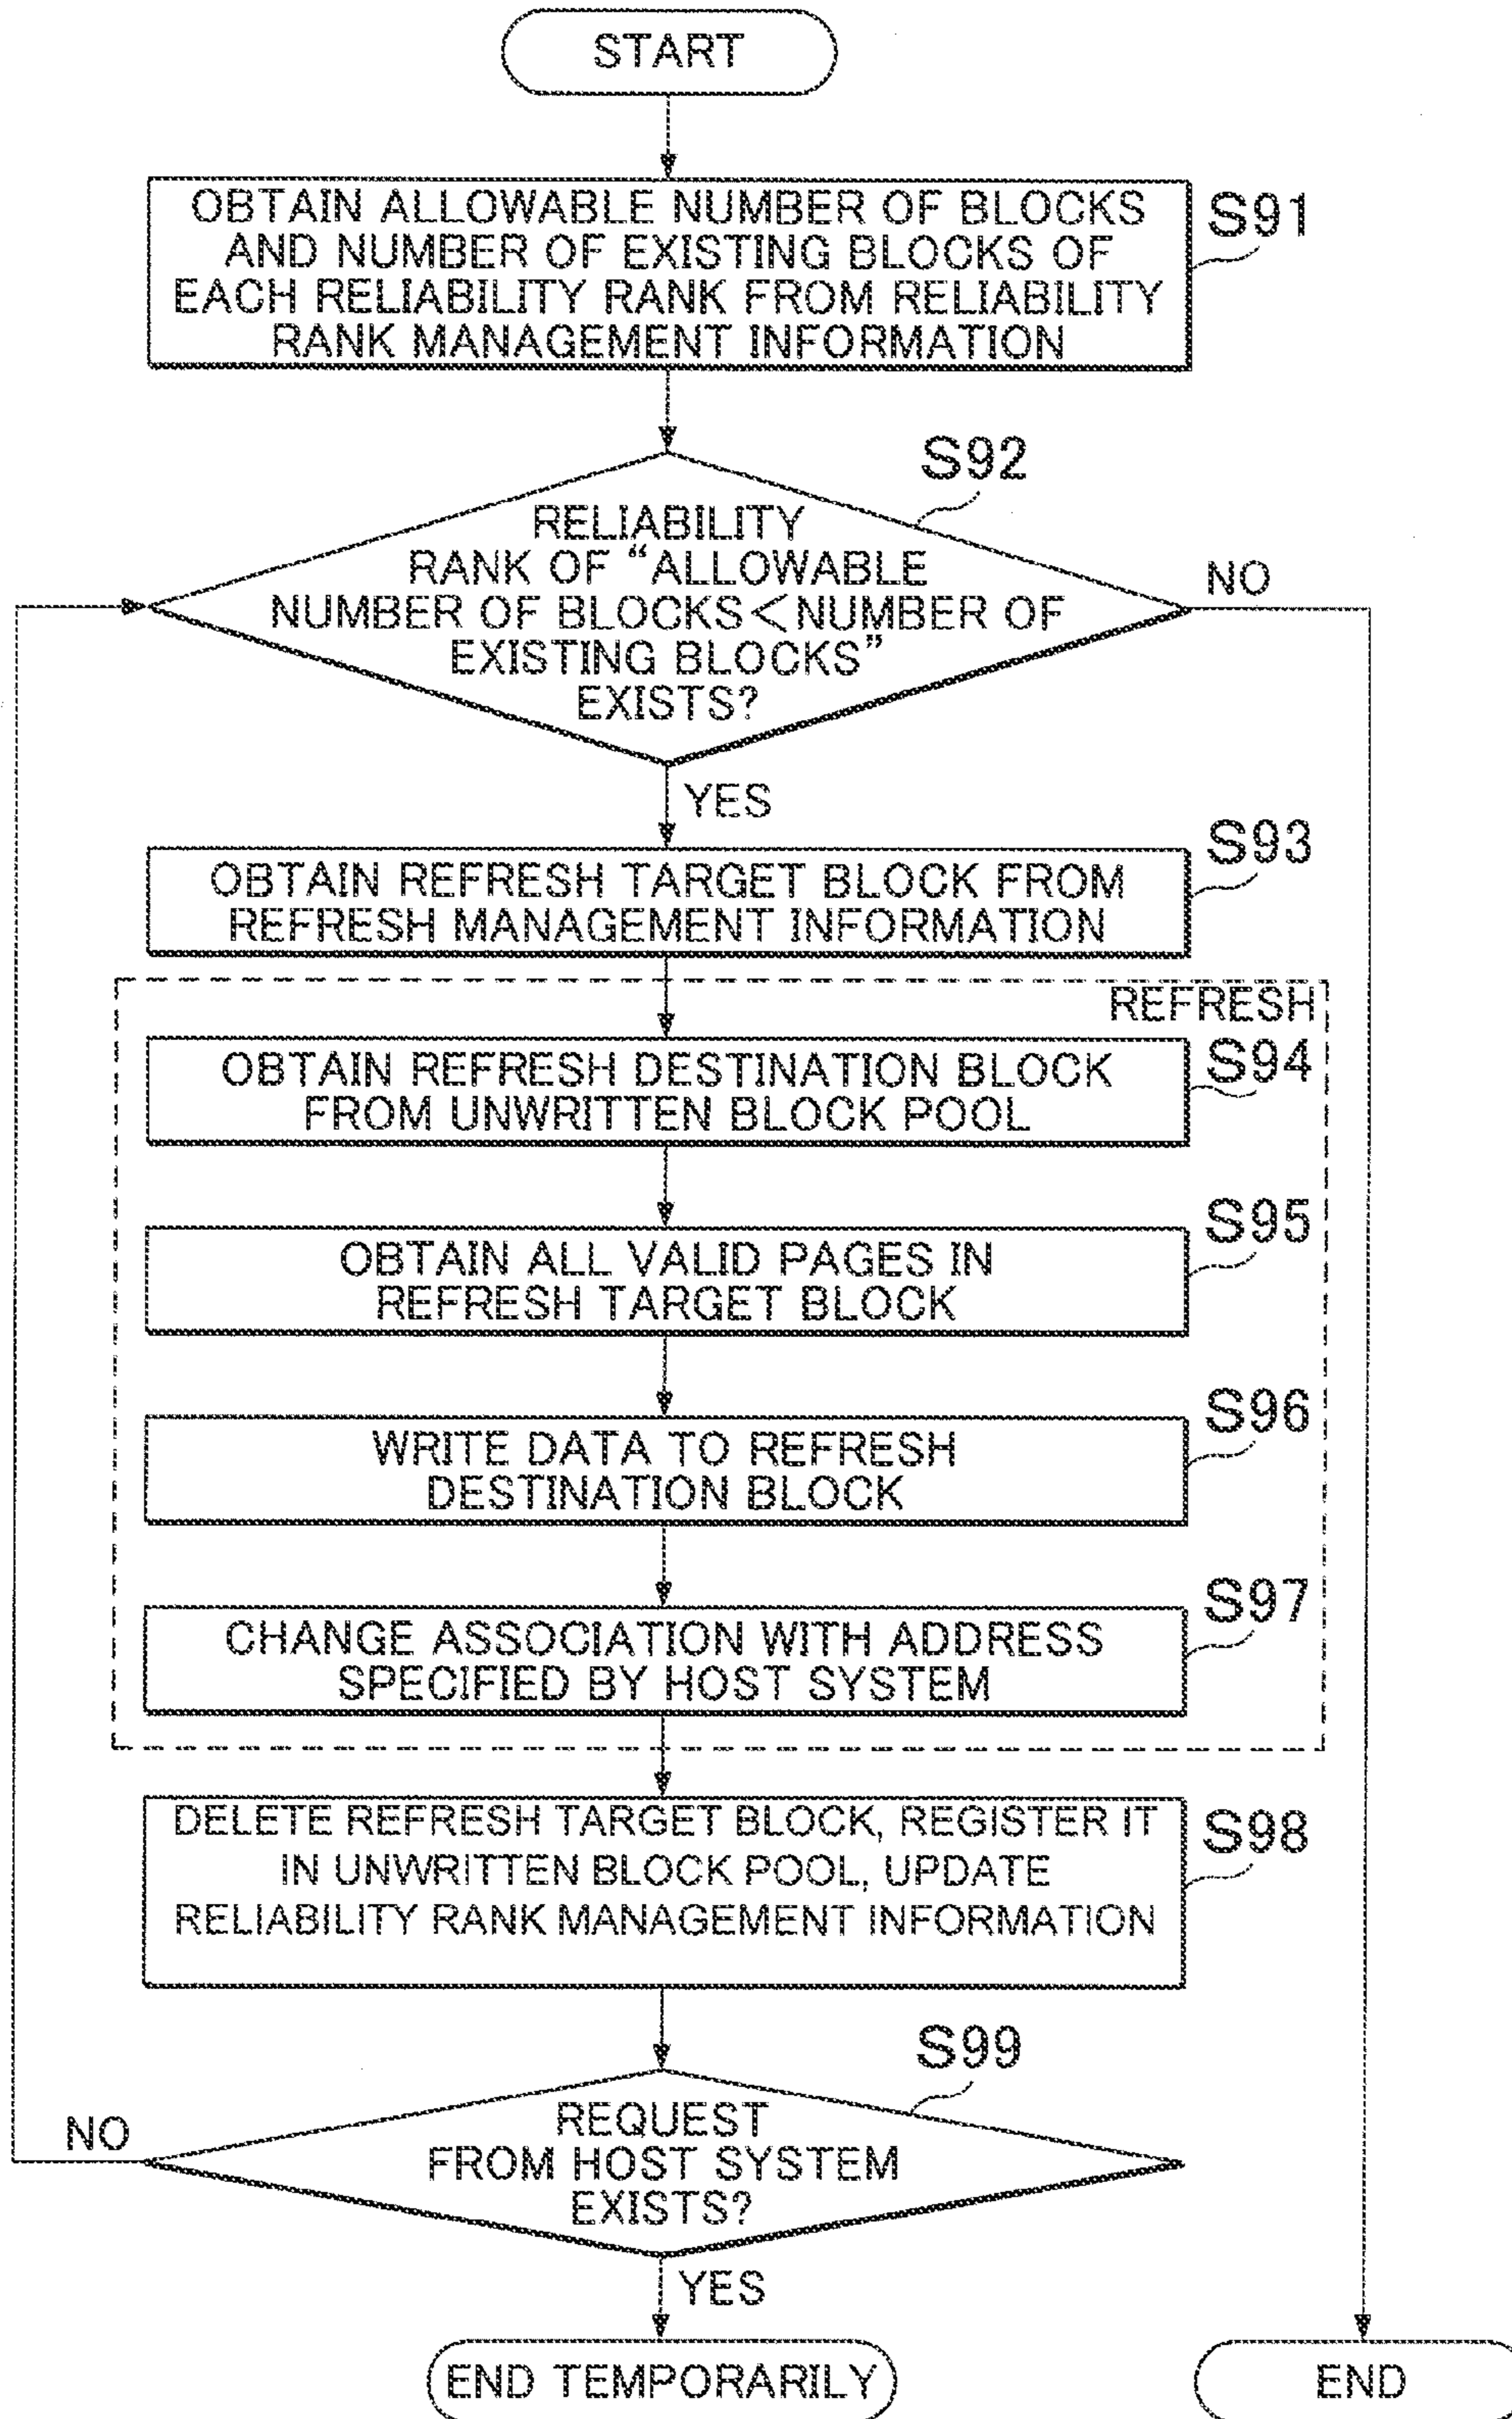 START
OBTAIN ALLOWABLE NUMBER OF BLOCKS
AND NUMBER OF EXISTING BLOCKS OF
EACH RELIABILITY RANK FROM RELIABILITY
RANK MANAGEMENT INFORMATION
S91
S92
RELIABILITY
RANK OF “ALLOWABLE
NUMBER OF BLOCKS<NUMBER OF
EXISTING BLOCKS”
EXISTS?
NO
YES
OBTAIN REFRESH TARGET BLOCK FROM
REFRESH MANAGEMENT INFORMATION
S93
REFRESH
OBTAIN REFRESH DESTINATION BLOCK
FROM UNWRITTEN BLOCK POOL
S94
OBTAIN ALL VALID PAGES IN
REFRESH TARGET BLOCK
S95
WRITE DATA TO REFRESH
DESTINATION BLOCK
S96
CHANGE ASSOCIATION WITH ADDRESS
SPECIFIED BY HOST SYSTEM
S97
DELETE REFRESH TARGET BLOCK, REGISTER IT
IN UNWRITTEN BLOCK POOL, UPDATE
RELIABILITY RANK MANAGEMENT INFORMATION
S98
S99
REQUEST
FROM HOST SYSTEM
EXISTS?
NO
YES
END TEMPORARILY
END